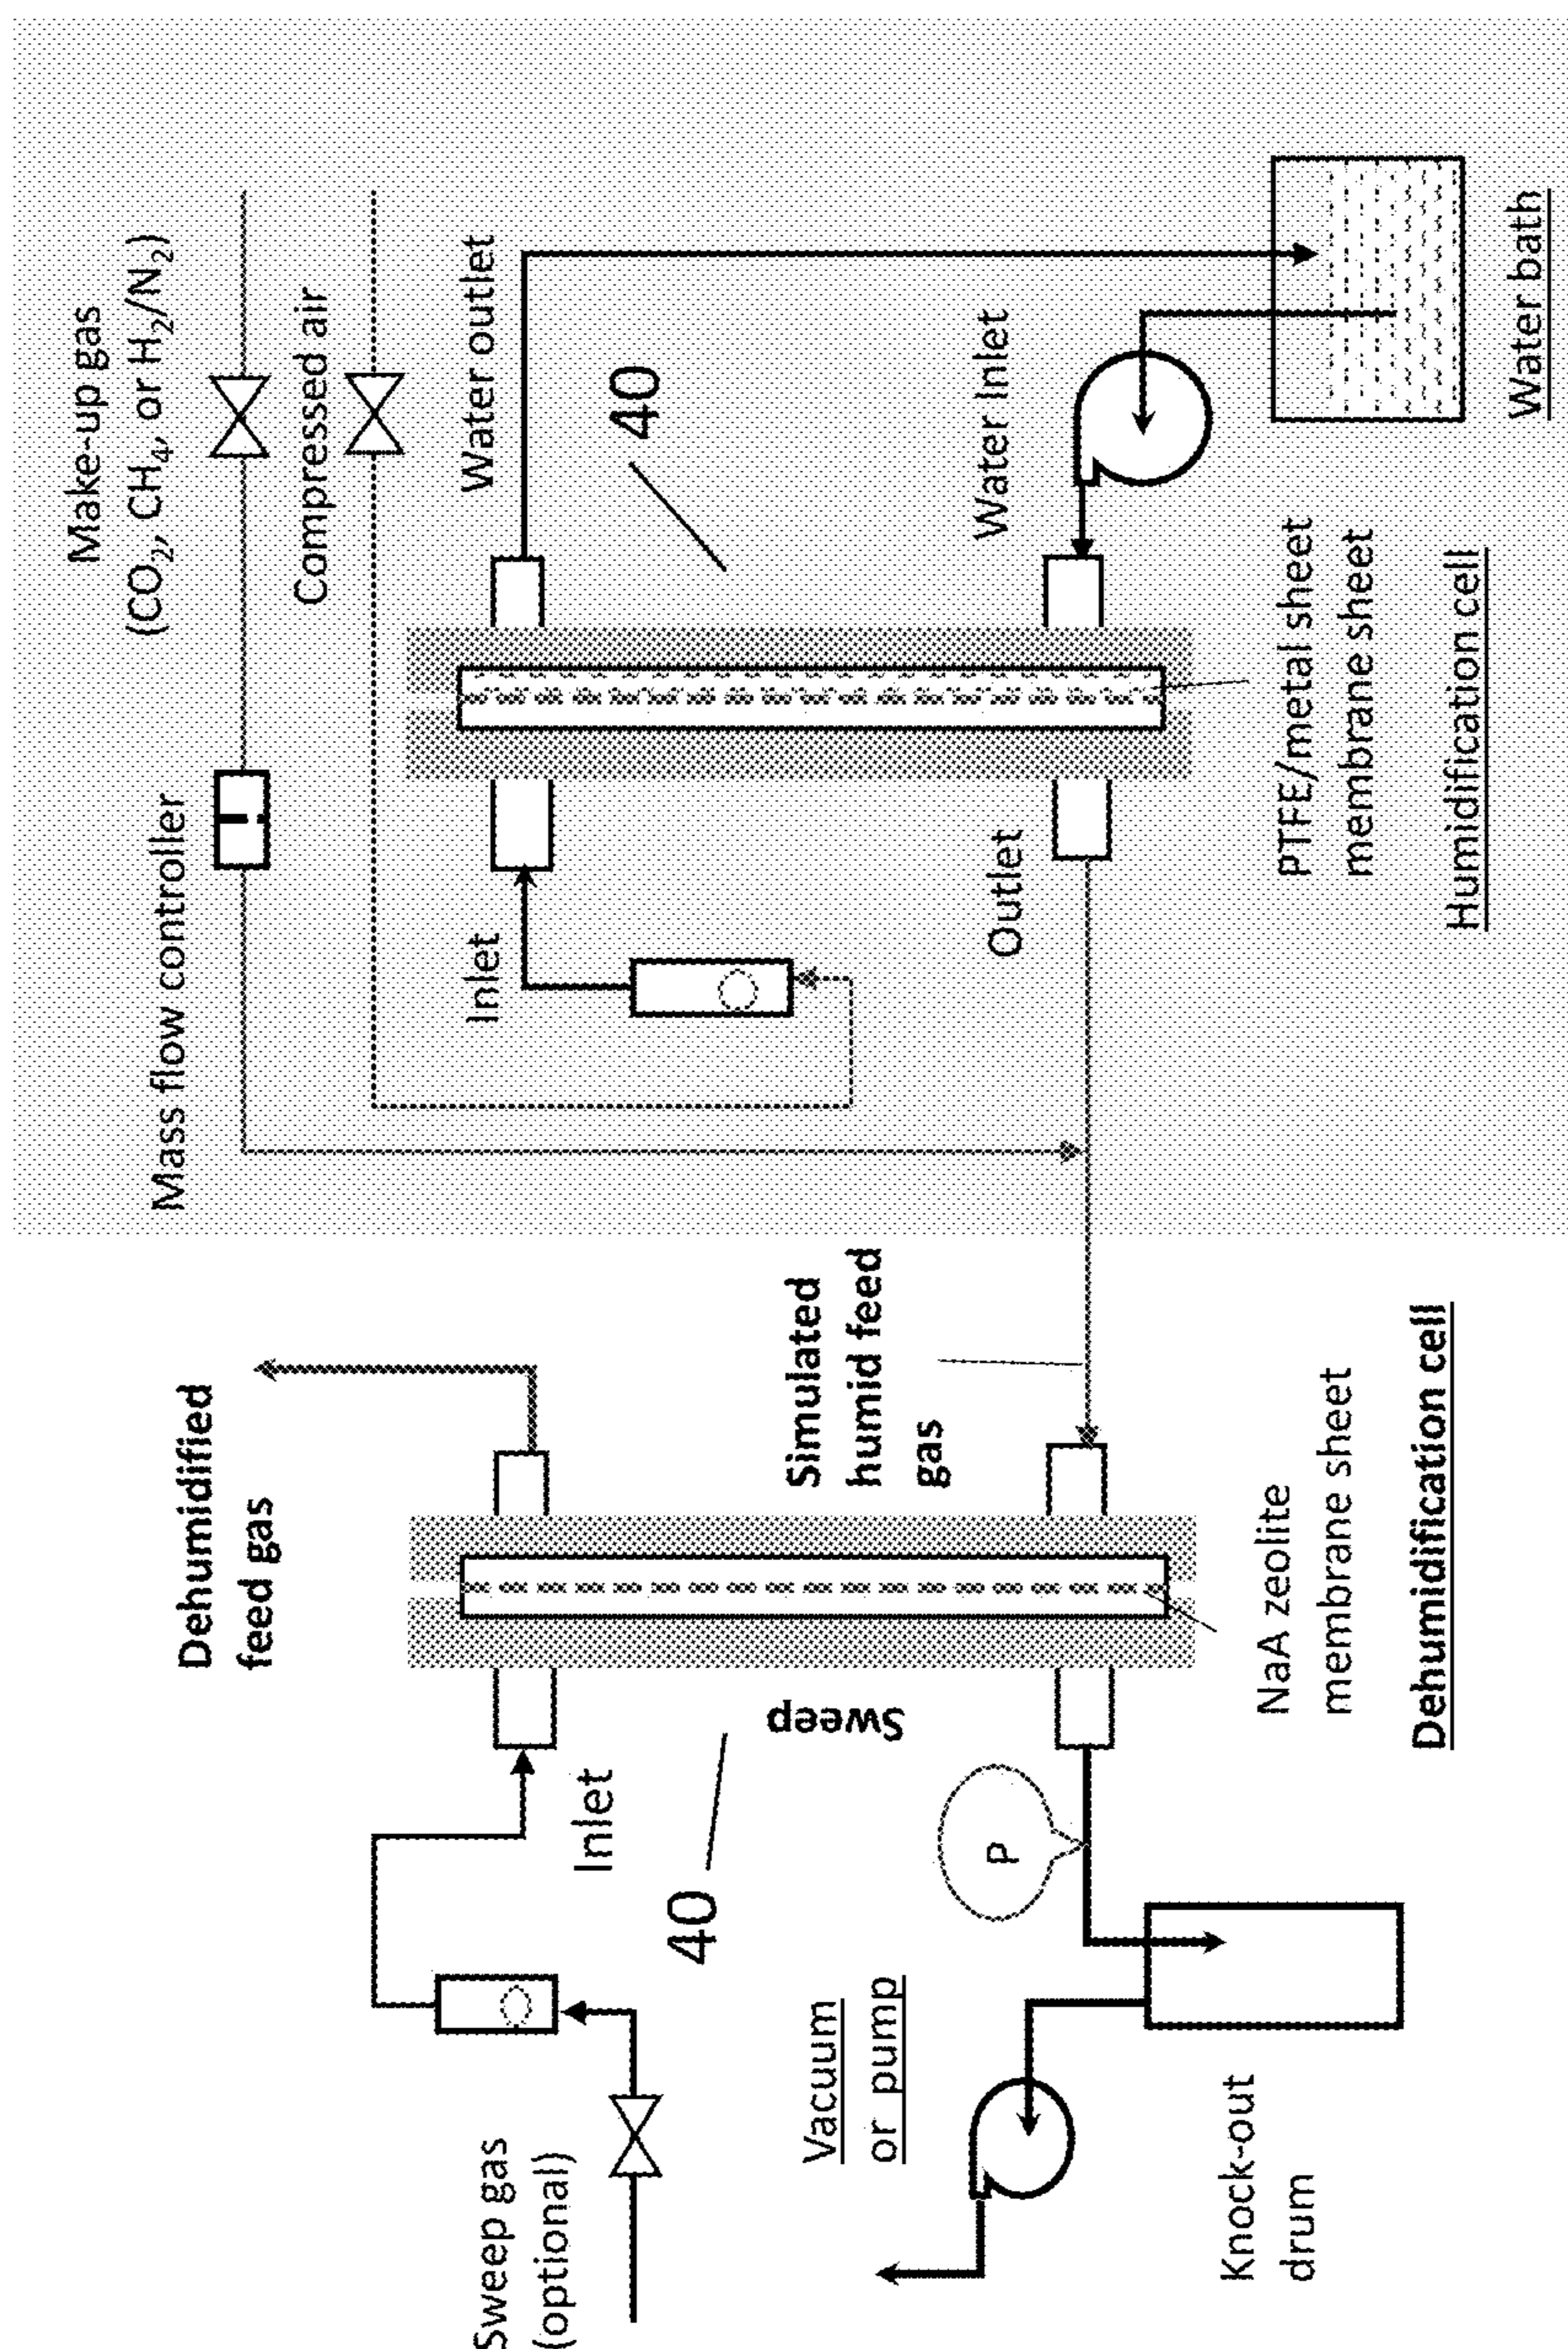 Make-up gas
(CO₂, CH₄, or H₂/N₂)
Mass flow controller
Compressed air
Dehumidified
feed gas
Sweep gas
(optional)
Inlet
Inlet
Water outlet
40
40
Sweep
Simulated
humid feed
gas
Outlet
Water Inlet
Vacuum
or pump
P
Knock-out
drum
NaA zeolite
membrane sheet
Dehumidification cell
PTFE/metal sheet
membrane sheet
Humidification cell
Water bath